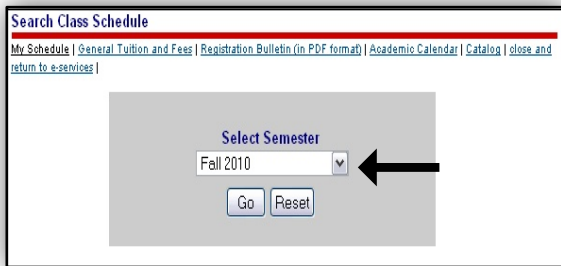 Search Class Schedule
My Schedule | General Tuition and Fees | Registration Bulletin (in PDF format) | Academic Calendar | Catalog | close and
return to e-services |
Select Semester
Fall 2010
Go Reset